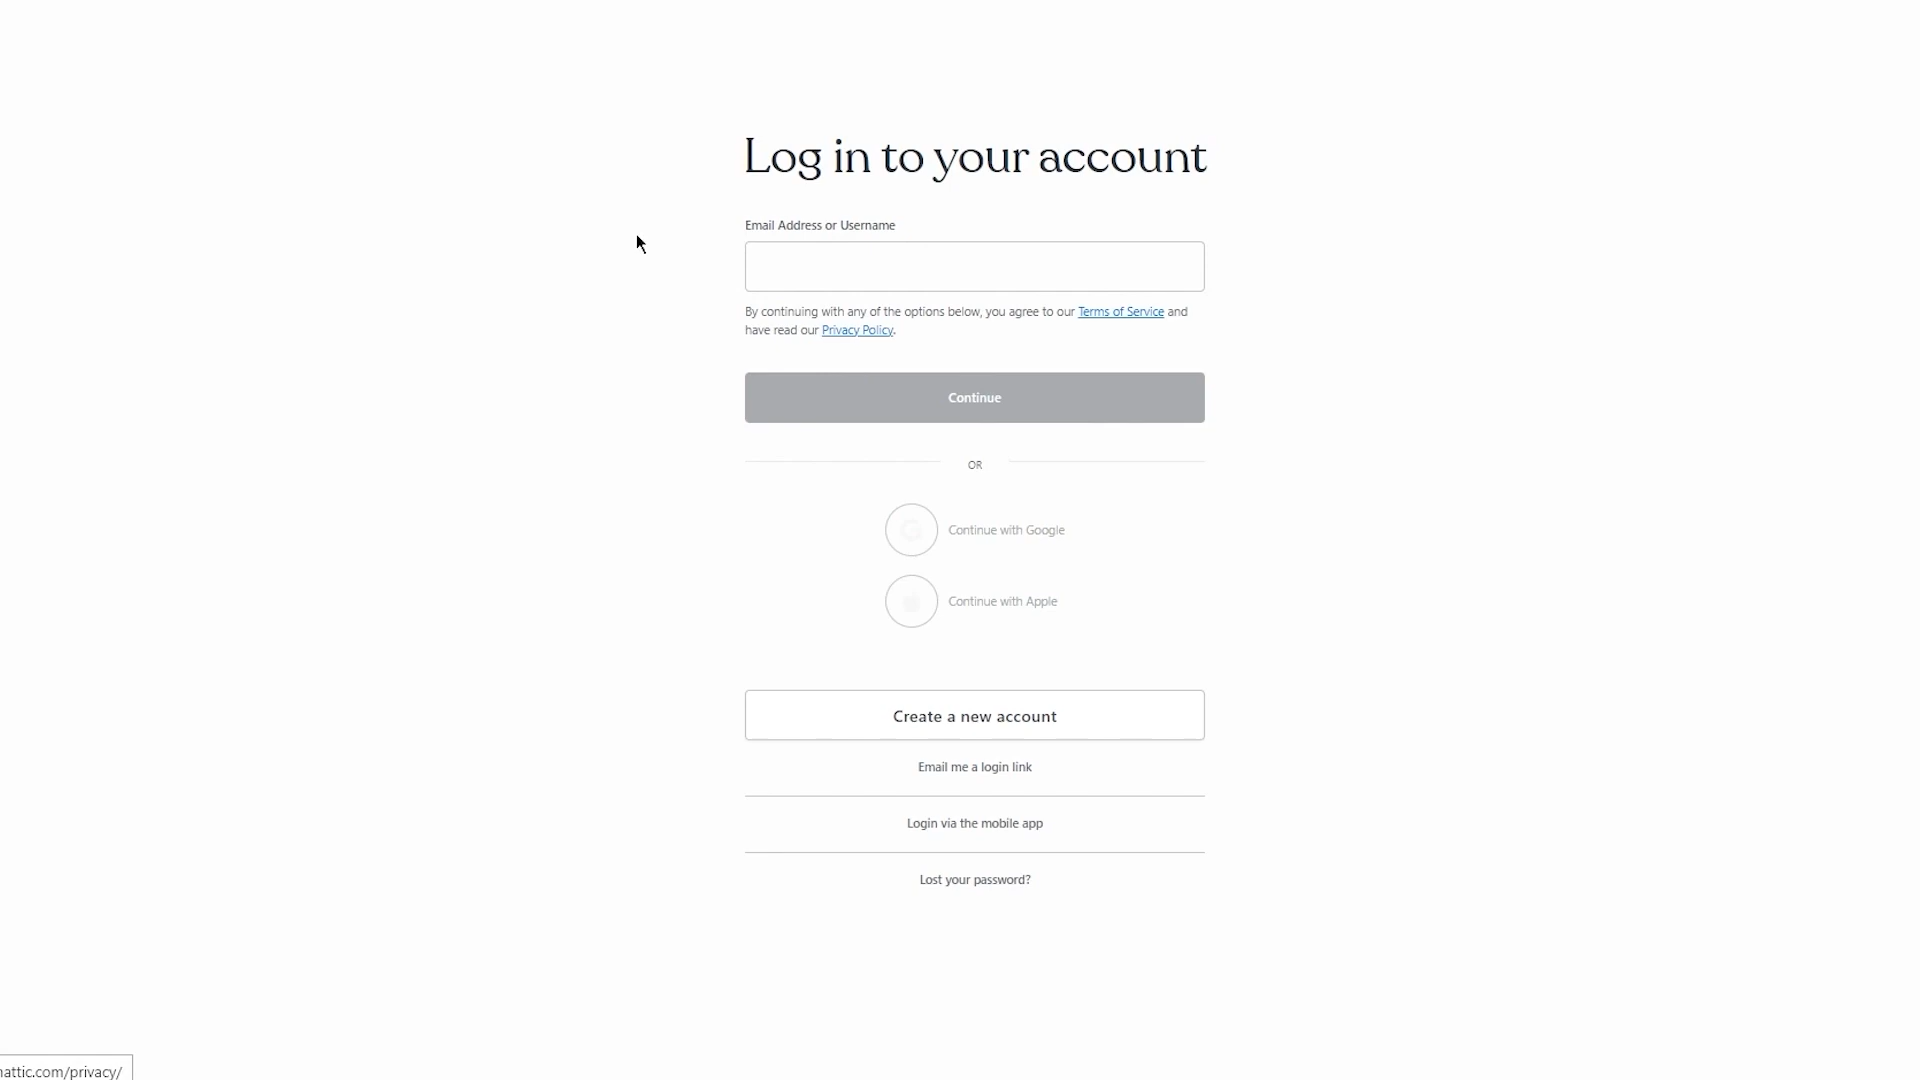 Log in to your account
Email Address or Username
By continuing with any of the options below, you agree to our Terms of Service and
have read our Privacy Policy.
Continue
OR
Continue with Google
Continue with Apple
Create a new account
Email me a login link
Login via the mobile app
Lost your password?
nattic.com/privacy/